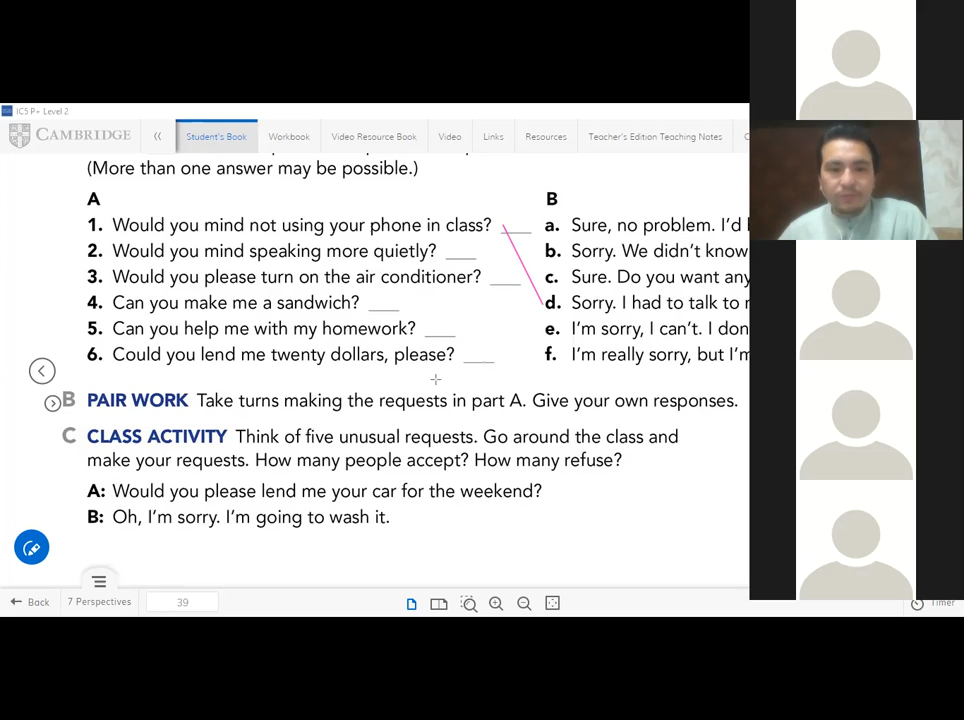 IC5 P+ Level 2
CAMBRIDGE
Student's Book Workbook Video Resource Book Video Links Resources Teacher's Edition Teaching Notes
(More than one answer may be possible.)
A
1. Would you mind not using your phone in class? ____
2. Would you mind speaking more quietly? ____
3. Would you please turn on the air conditioner? ____
4. Can you make me a sandwich? ____
5. Can you help me with my homework? ____
6. Could you lend me twenty dollars, please? ____
B
a. Sure, no problem. I'd
b. Sorry. We didn't know
c. Sure. Do you want any
d. Sorry. I had to talk to
e. I'm sorry, I can't. I don
f. I'm really sorry, but I'm
B PAIR WORK Take turns making the requests in part A. Give your own responses.
C CLASS ACTIVITY Think of five unusual requests. Go around the class and
make your requests. How many people accept? How many refuse?
A: Would you please lend me your car for the weekend?
B: Oh, I'm sorry. I'm going to wash it.
Back 7 Perspectives 39 Timer